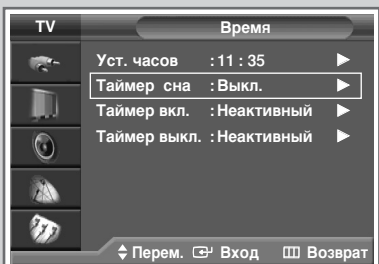 TV Время
Уст. часов :11 : 35
Таймер сна :Выкл.
Таймер вкл. :Неактивный
Таймер выкл. :Неактивный
Перем. Вход Возврат